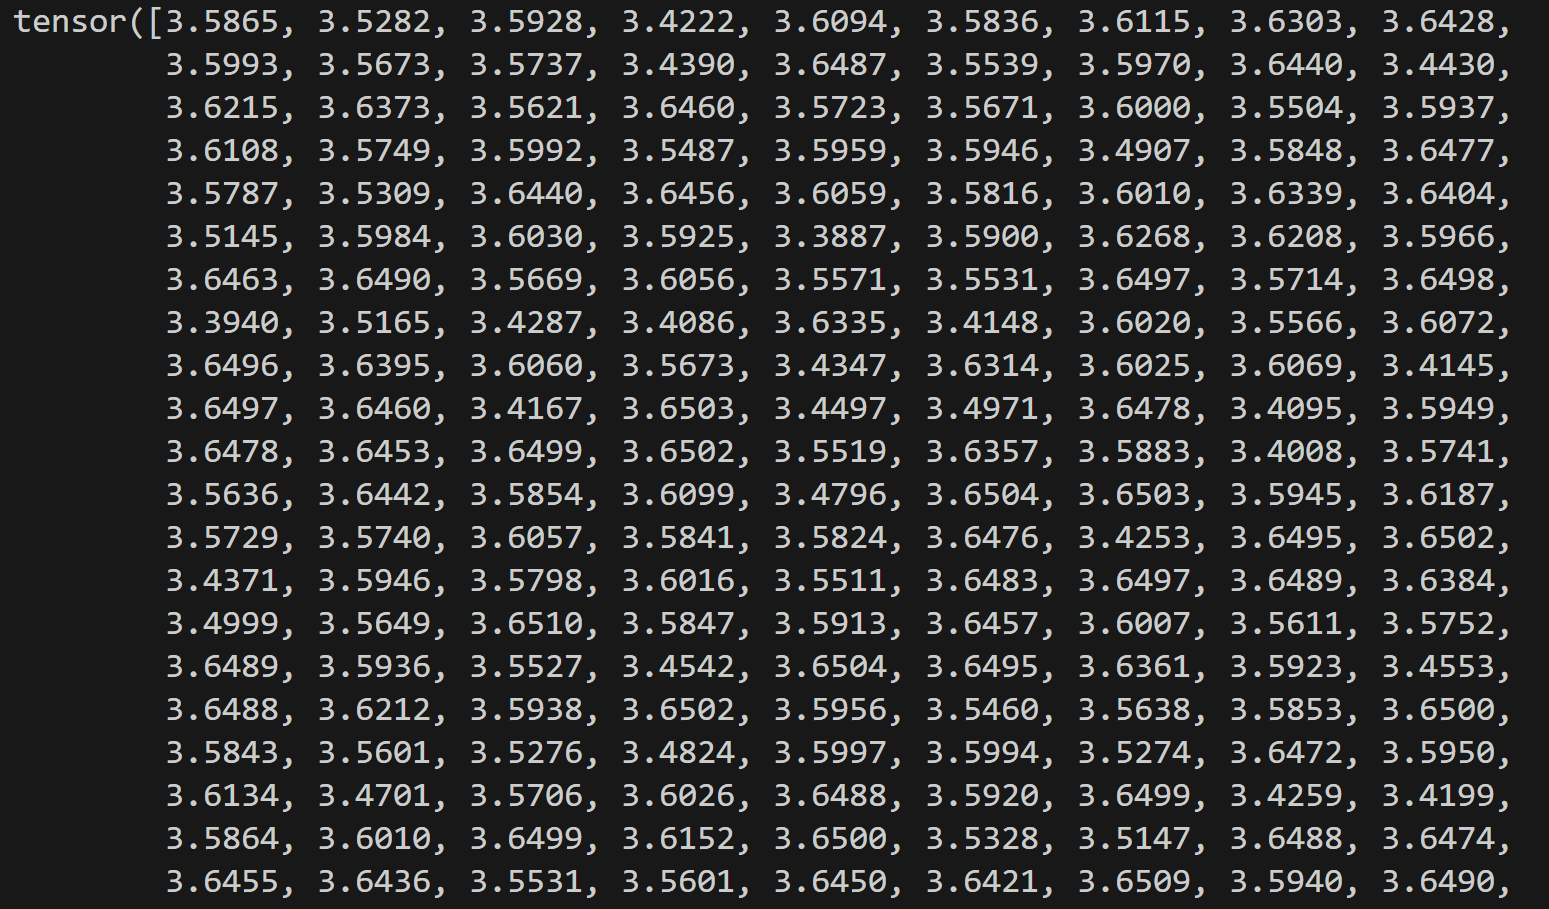 tensor([3.5865, 3.5282, 3.5928, 3.4222, 3.6094, 3.5836, 3.6115, 3.6303, 3.6428,
3.5993, 3.5673, 3.5737, 3.4390, 3.6487, 3.5539, 3.5970, 3.6440, 3.4430,
3.6215, 3.6373, 3.5621, 3.6460, 3.5723, 3.5671, 3.6000, 3.5504, 3.5937,
3.6108, 3.5749, 3.5992, 3.5487, 3.5959, 3.5946, 3.4907, 3.5848, 3.6477,
3.5787, 3.5309, 3.6440, 3.6456, 3.6059, 3.5816, 3.6010, 3.6339, 3.6404,
3.5145, 3.5984, 3.6030, 3.5925, 3.3887, 3.5900, 3.6268, 3.6208, 3.5966,
3.6463, 3.6490, 3.5669, 3.6056, 3.5571, 3.5531, 3.6497, 3.5714, 3.6498,
3.3940, 3.5165, 3.4287, 3.4086, 3.6335, 3.4148, 3.6020, 3.5566, 3.6072,
3.6496, 3.6395, 3.6060, 3.5673, 3.4347, 3.6314, 3.6025, 3.6069, 3.4145,
3.6497, 3.6460, 3.4167, 3.6503, 3.4497, 3.4971, 3.6478, 3.4095, 3.5949,
3.6478, 3.6453, 3.6499, 3.6502, 3.5519, 3.6357, 3.5883, 3.4008, 3.5741,
3.5636, 3.6442, 3.5854, 3.6099, 3.4796, 3.6504, 3.6503, 3.5945, 3.6187,
3.5729, 3.5740, 3.6057, 3.5841, 3.5824, 3.6476, 3.4253, 3.6495, 3.6502,
3.4371, 3.5946, 3.5798, 3.6016, 3.5511, 3.6483, 3.6497, 3.6489, 3.6384,
3.4999, 3.5649, 3.6510, 3.5847, 3.5913, 3.6457, 3.6007, 3.5611, 3.5752,
3.6489, 3.5936, 3.5527, 3.4542, 3.6504, 3.6495, 3.6361, 3.5923, 3.4553,
3.6488, 3.6212, 3.5938, 3.6502, 3.5956, 3.5460, 3.5638, 3.5853, 3.6500,
3.5843, 3.5601, 3.5276, 3.4824, 3.5997, 3.5994, 3.5274, 3.6472, 3.5950,
3.6134, 3.4701, 3.5706, 3.6026, 3.6488, 3.5920, 3.6499, 3.4259, 3.4199,
3.5864, 3.6010, 3.6499, 3.6152, 3.6500, 3.5328, 3.5147, 3.6488, 3.6474,
3.6455, 3.6436, 3.5531, 3.5601, 3.6450, 3.6421, 3.6509, 3.5940, 3.6490,